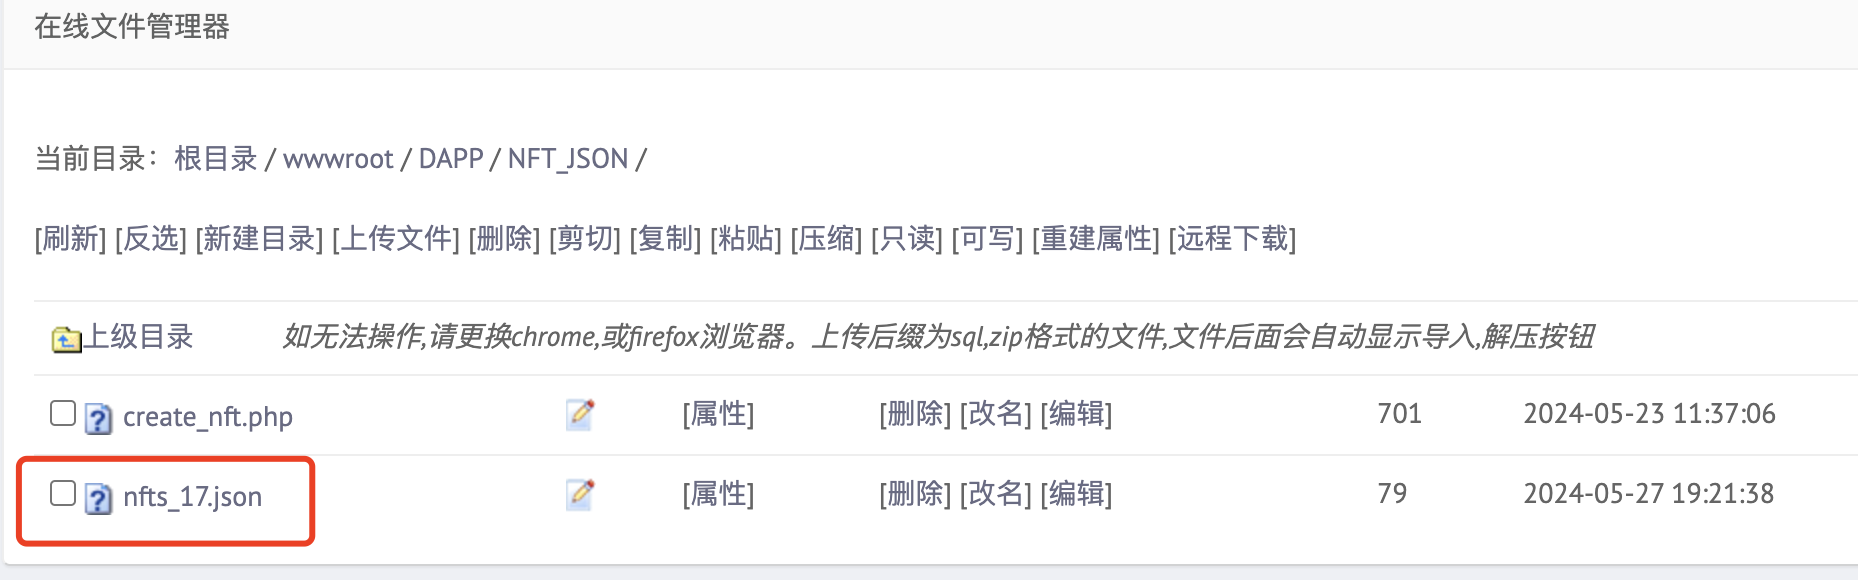 在线文件管理器
当前目录：根目录 / wwwroot / DAPP / NFT_JSON /
[刷新] [反选] [新建目录] [上传文件] [删除] [剪切] [复制] [粘贴] [压缩] [只读] [可写] [重建属性] [远程下载]
上级目录 如无法操作,请更换chrome,或firefox浏览器。上传后缀为sql,zip格式的文件,文件后面会自动显示导入,解压按钮
create_nft.php [属性] [删除] [改名] [编辑] 701 2024-05-23 11:37:06
nfts_17.json [属性] [删除] [改名] [编辑] 79 2024-05-27 19:21:38